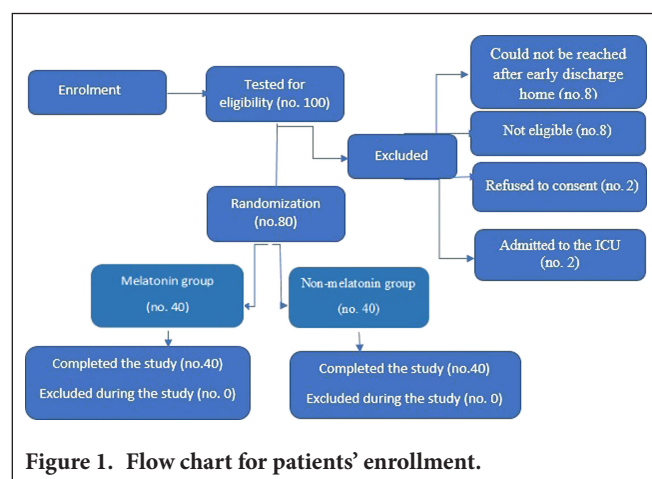 Enrolment
Tested for
eligibility (no. 100)
Could not be reached
after early discharge
home (no.8)
Not eligible (no.8)
Excluded
Refused to consent (no. 2)
Admitted to the ICU
(no. 2)
Randomization
(no.80)
Melatonin group
(no. 40)
Non-melatonin group
(no. 40)
Completed the study (no.40)
Excluded during the study (no. 0)
Completed the study (no.40)
Excluded during the study (no. 0)
Figure 1. Flow chart for patients’ enrollment.